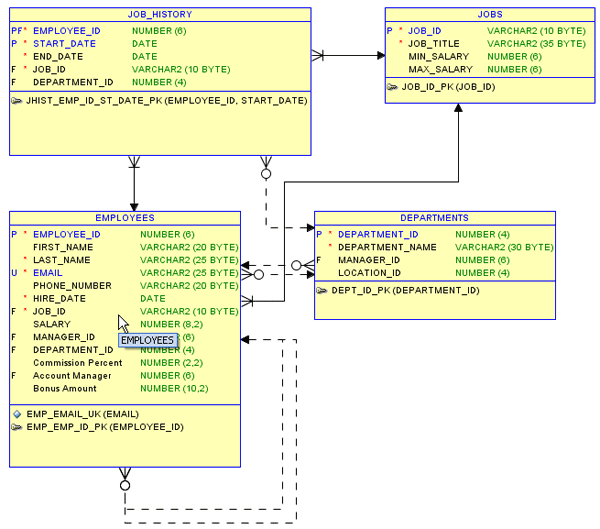 JOB_HISTORY
PF* EMPLOYEE_ID NUMBER (6)
P * START_DATE DATE
* END_DATE DATE
F * JOB_ID VARCHAR2 (10 BYTE)
F DEPARTMENT_ID NUMBER (4)
JHIST_EMP_ID_ST_DATE_PK (EMPLOYEE_ID, START_DATE)
JOBS
P * JOB_ID VARCHAR2 (10 BYTE)
* JOB_TITLE VARCHAR2 (35 BYTE)
MIN_SALARY NUMBER (6)
MAX_SALARY NUMBER (6)
JOB_ID_PK (JOB_ID)
EMPLOYEES
P * EMPLOYEE_ID NUMBER (6)
FIRST_NAME VARCHAR2 (20 BYTE)
* LAST_NAME VARCHAR2 (25 BYTE)
U * EMAIL VARCHAR2 (25 BYTE)
PHONE_NUMBER VARCHAR2 (20 BYTE)
* HIRE_DATE DATE
F * JOB_ID VARCHAR2 (10 BYTE)
SALARY NUMBER (8,2)
F MANAGER_ID (6)
EMPLOYEES
F DEPARTMENT_ID NUMBER (4)
Commission Percent NUMBER (2,2)
F Account Manager NUMBER (6)
Bonus Amount NUMBER (10,2)
EMP_EMAIL_UK (EMAIL)
EMP_EMP_ID_PK (EMPLOYEE_ID)
DEPARTMENTS
P * DEPARTMENT_ID NUMBER (4)
* DEPARTMENT_NAME VARCHAR2 (30 BYTE)
F MANAGER_ID NUMBER (6)
LOCATION_ID NUMBER (4)
DEPT_ID_PK (DEPARTMENT_ID)